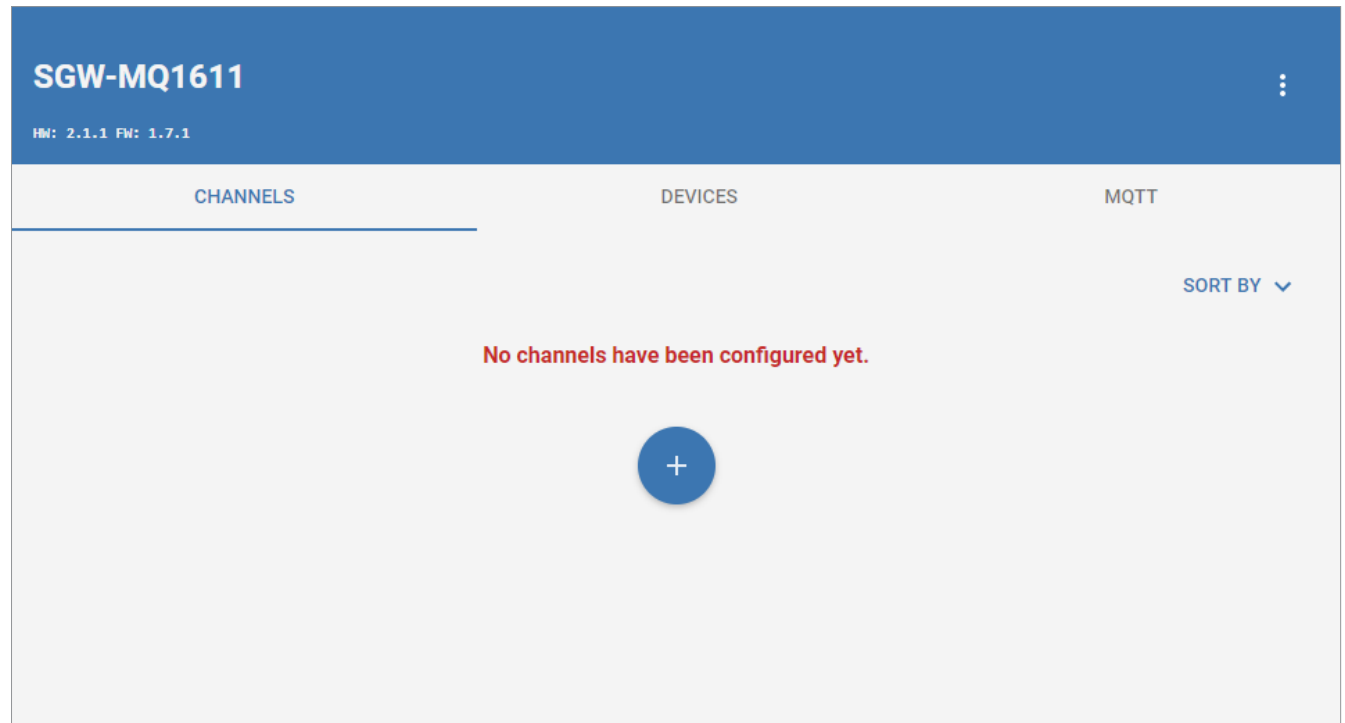 SGW-MQ1611
HW: 2.1.1 FW: 1.7.1
CHANNELS DEVICES MQTT
SORT BY
No channels have been configured yet.
+